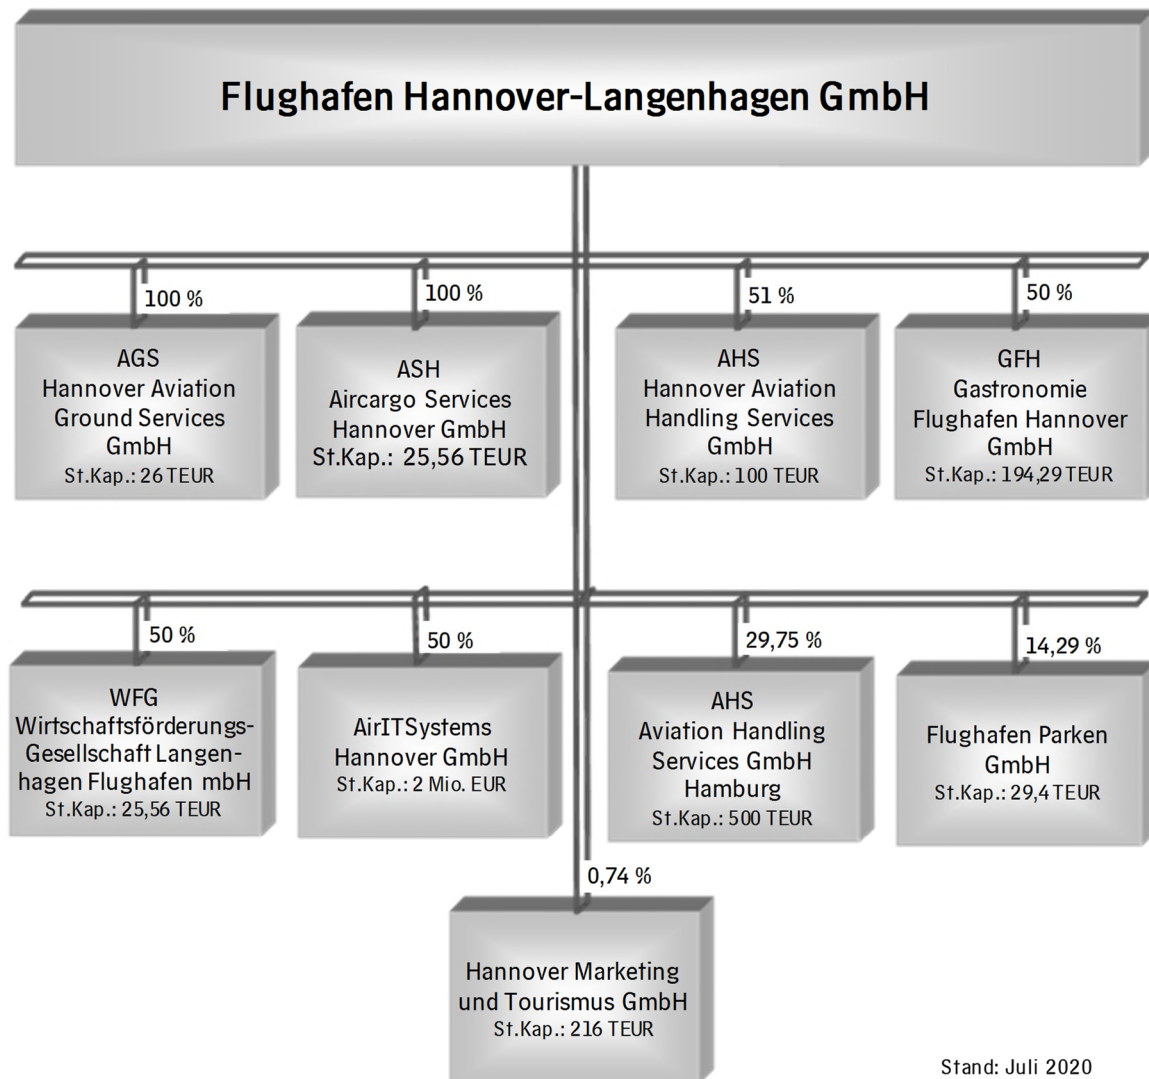 Flughafen Hannover-Langenhagen GmbH
100 %
AGS
Hannover Aviation
Ground Services
GmbH
St.Kap.: 26 TEUR
100 %
ASH
Aircargo Services
Hannover GmbH
St.Kap.: 25,56 TEUR
51 %
AHS
Hannover Aviation
Handling Services
GmbH
St.Kap.: 100 TEUR
50 %
GFH
Gastronomie
Flughafen Hannover
GmbH
St.Kap.: 194,29 TEUR
50 %
WFG
Wirtschaftsförderungs-
Gesellschaft Langen-
hagen Flughafen mbH
St.Kap.: 25,56 TEUR
50 %
AirITSystems
Hannover GmbH
St.Kap.: 2 Mio. EUR
29,75 %
AHS
Aviation Handling
Services GmbH
Hamburg
St.Kap.: 500 TEUR
14,29 %
Flughafen Parken
GmbH
St.Kap.: 29,4 TEUR
0,74 %
Hannover Marketing
und Tourismus GmbH
St.Kap.: 216 TEUR
Stand: Juli 2020